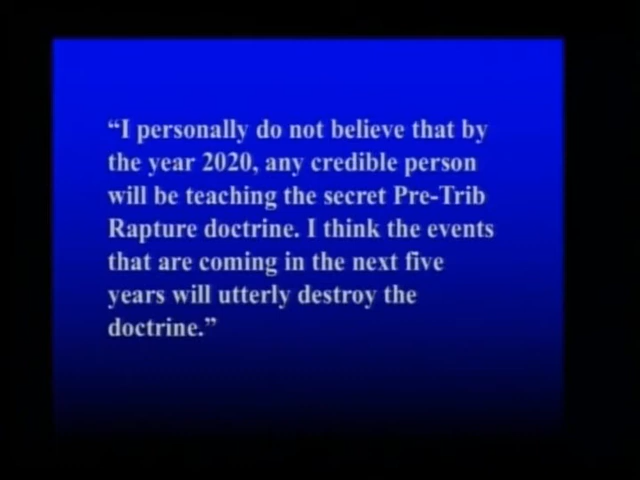 “I personally do not believe that by
the year 2020, any credible person
will be teaching the secret Pre-Trib
Rapture doctrine. I think the events
that are coming in the next five
years will utterly destroy the
doctrine.”